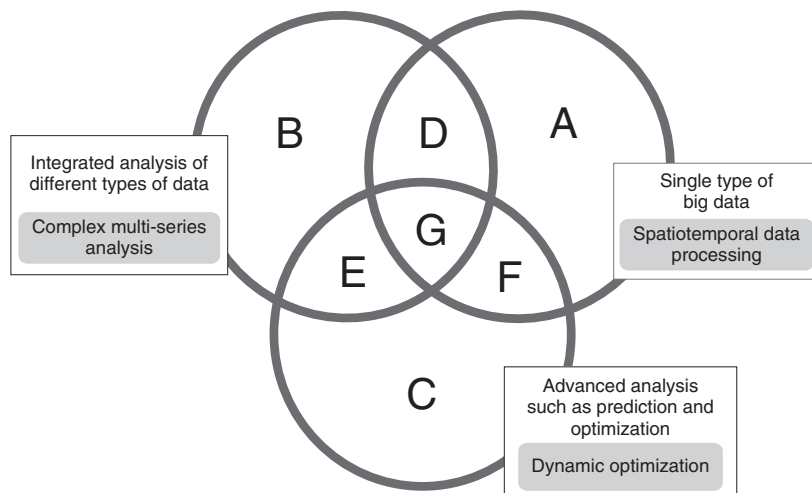 B
D
A
Integrated analysis of
different types of data
Complex multi-series
analysis
Single type of
big data
Spatiotemporal data
processing
G
E
F
C
Advanced analysis
such as prediction and
optimization
Dynamic optimization